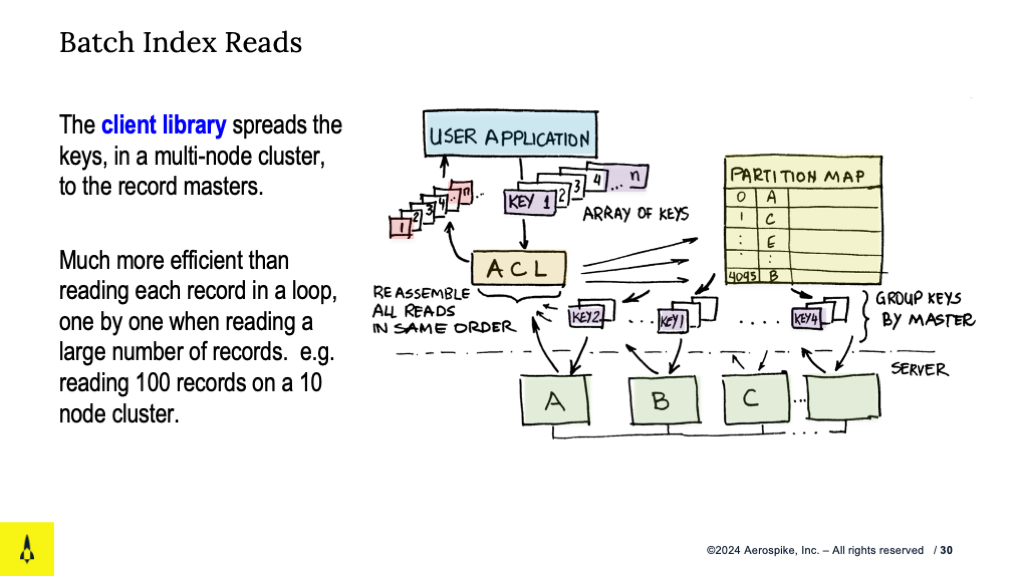 Batch Index Reads
The client library spreads the
keys, in a multi-node cluster,
to the record masters.
Much more efficient than
reading each record in a loop,
one by one when reading a
large number of records. e.g.
reading 100 records on a 10
node cluster.
USER APPLICATION
1 2 3 4 .. n ..
KEY 1 2 3 4 ... n
ARRAY OF KEYS
PARTITION MAP
0 A
1 C
: E
: :
4095 B
ACL
REASSEMBLE
ALL READS
IN SAME ORDER
KEY2 ... KEY1 .... KEY4
GROUP KEYS
BY MASTER
SERVER
A B C ...
...
©2024 Aerospike, Inc. – All rights reserved / 30